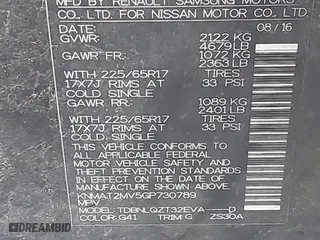 MFD BY RENAULT SAMSUNG MOTORS
CO., LTD. FOR NISSAN MOTOR CO., LTD.
DATE: 08/16
GVWR: 2122 KG
4679 LB
GAWR FR: 1072 KG
2363 LB
WITH 225/65R17 TIRES
17X7J RIMS AT 33 PSI
COLD SINGLE
GAWR RR: 1089 KG
2401 LB
WITH 225/65R17 TIRES
17X7J RIMS AT 33 PSI
COLD SINGLE
THIS VEHICLE CONFORMS TO ALL
APPLICABLE U.S. FEDERAL MOTOR
VEHICLE SAFETY AND
THEFT PREVENTION STANDARDS
IN EFFECT ON THE DATE OF
MANUFACTURE SHOWN ABOVE.
KNMAT2MV5GP730789
MPV
MODEL: TDBNLQZT32EVA-----D
COLOR: G41 TRIM: G ZS30A
© AUTOBIDMASTER